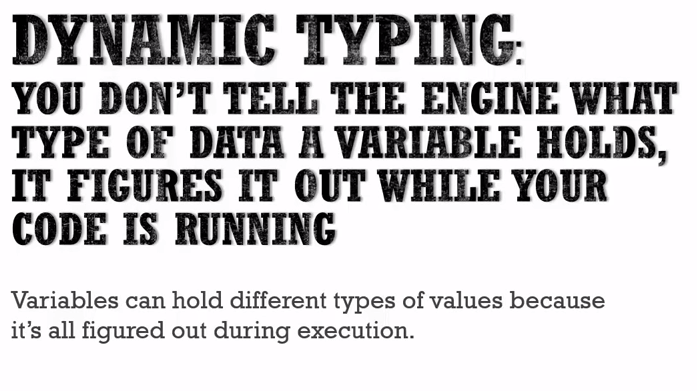 DYNAMIC TYPING:
YOU DON'T TELL THE ENGINE WHAT
TYPE OF DATA A VARIABLE HOLDS,
IT FIGURES IT OUT WHILE YOUR
CODE IS RUNNING
Variables can hold different types of values because
it's all figured out during execution.